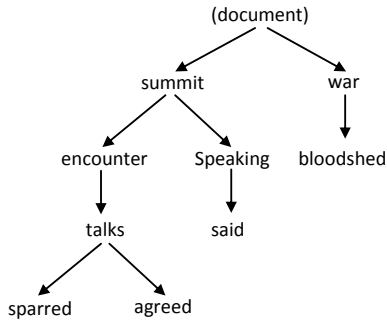 (document)
summit war
encounter Speaking bloodshed
talks said
sparred agreed